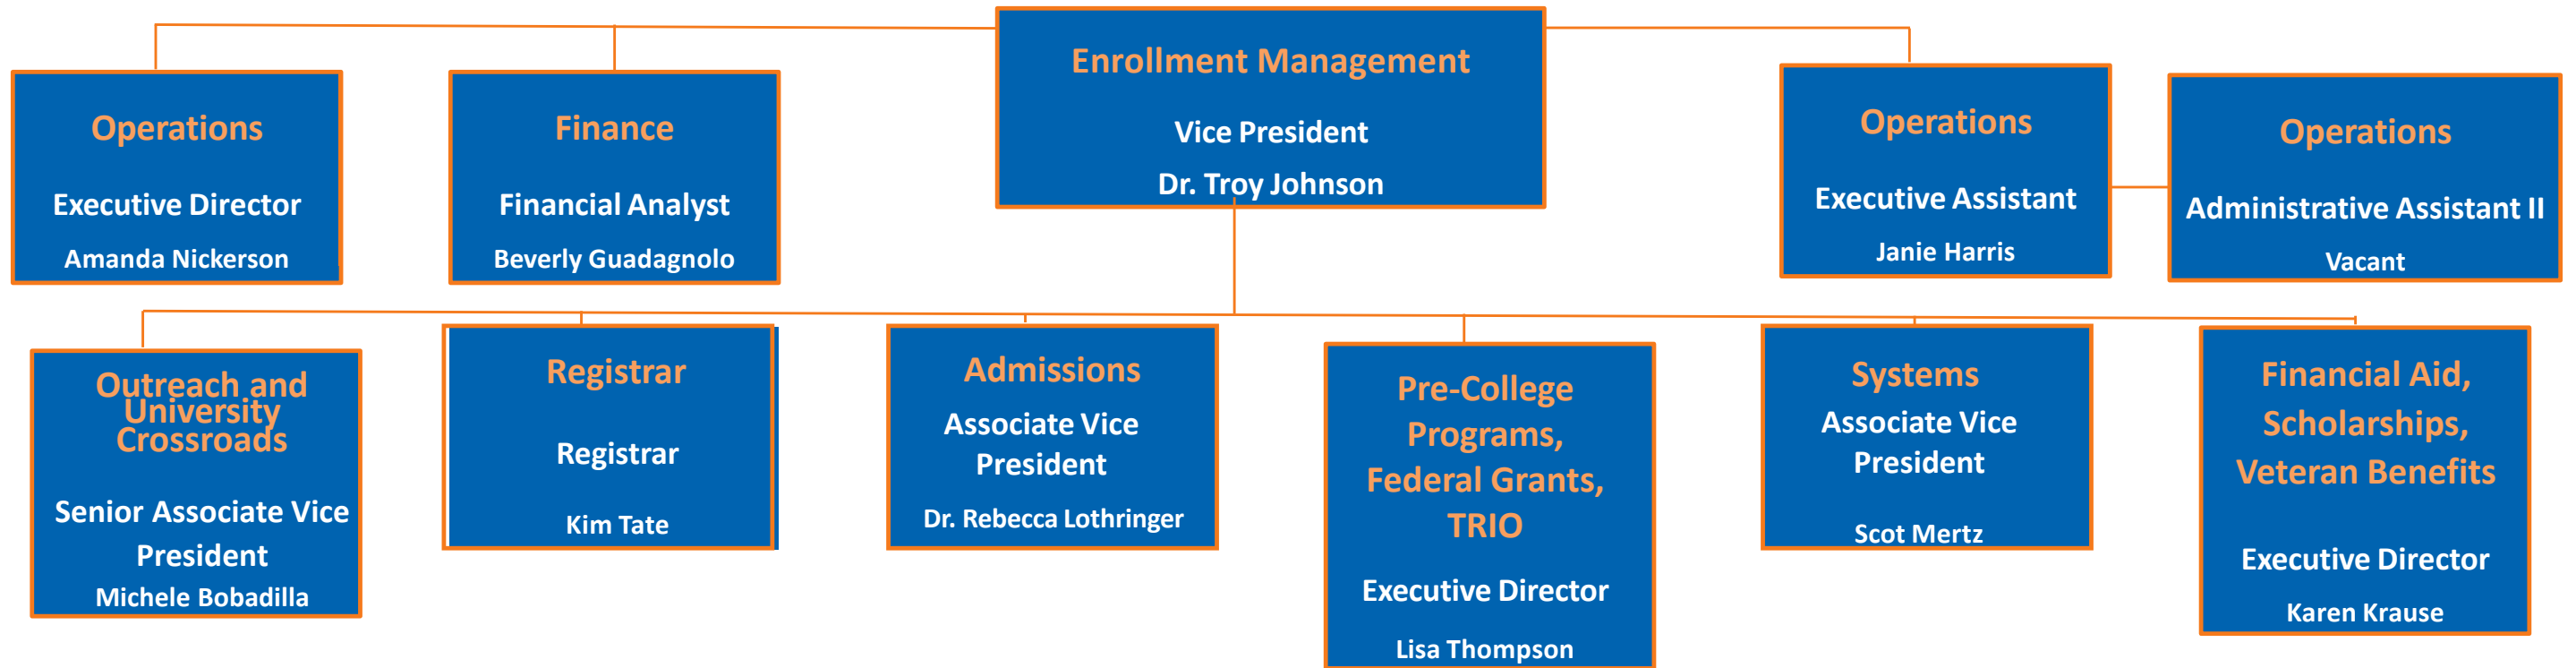 Enrollment Management
Vice President
Dr. Troy Johnson
Operations
Executive Director
Amanda Nickerson
Finance
Financial Analyst
Beverly Guadagnolo
Operations
Executive Assistant
Janie Harris
Operations
Administrative Assistant II
Vacant
Outreach and
University
Crossroads
Senior Associate Vice
President
Michele Bobadilla
Registrar
Registrar
Kim Tate
Admissions
Associate Vice
President
Dr. Rebecca Lothringer
Pre-College
Programs,
Federal Grants,
TRIO
Executive Director
Lisa Thompson
Systems
Associate Vice
President
Scot Mertz
Financial Aid,
Scholarships,
Veteran Benefits
Executive Director
Karen Krause